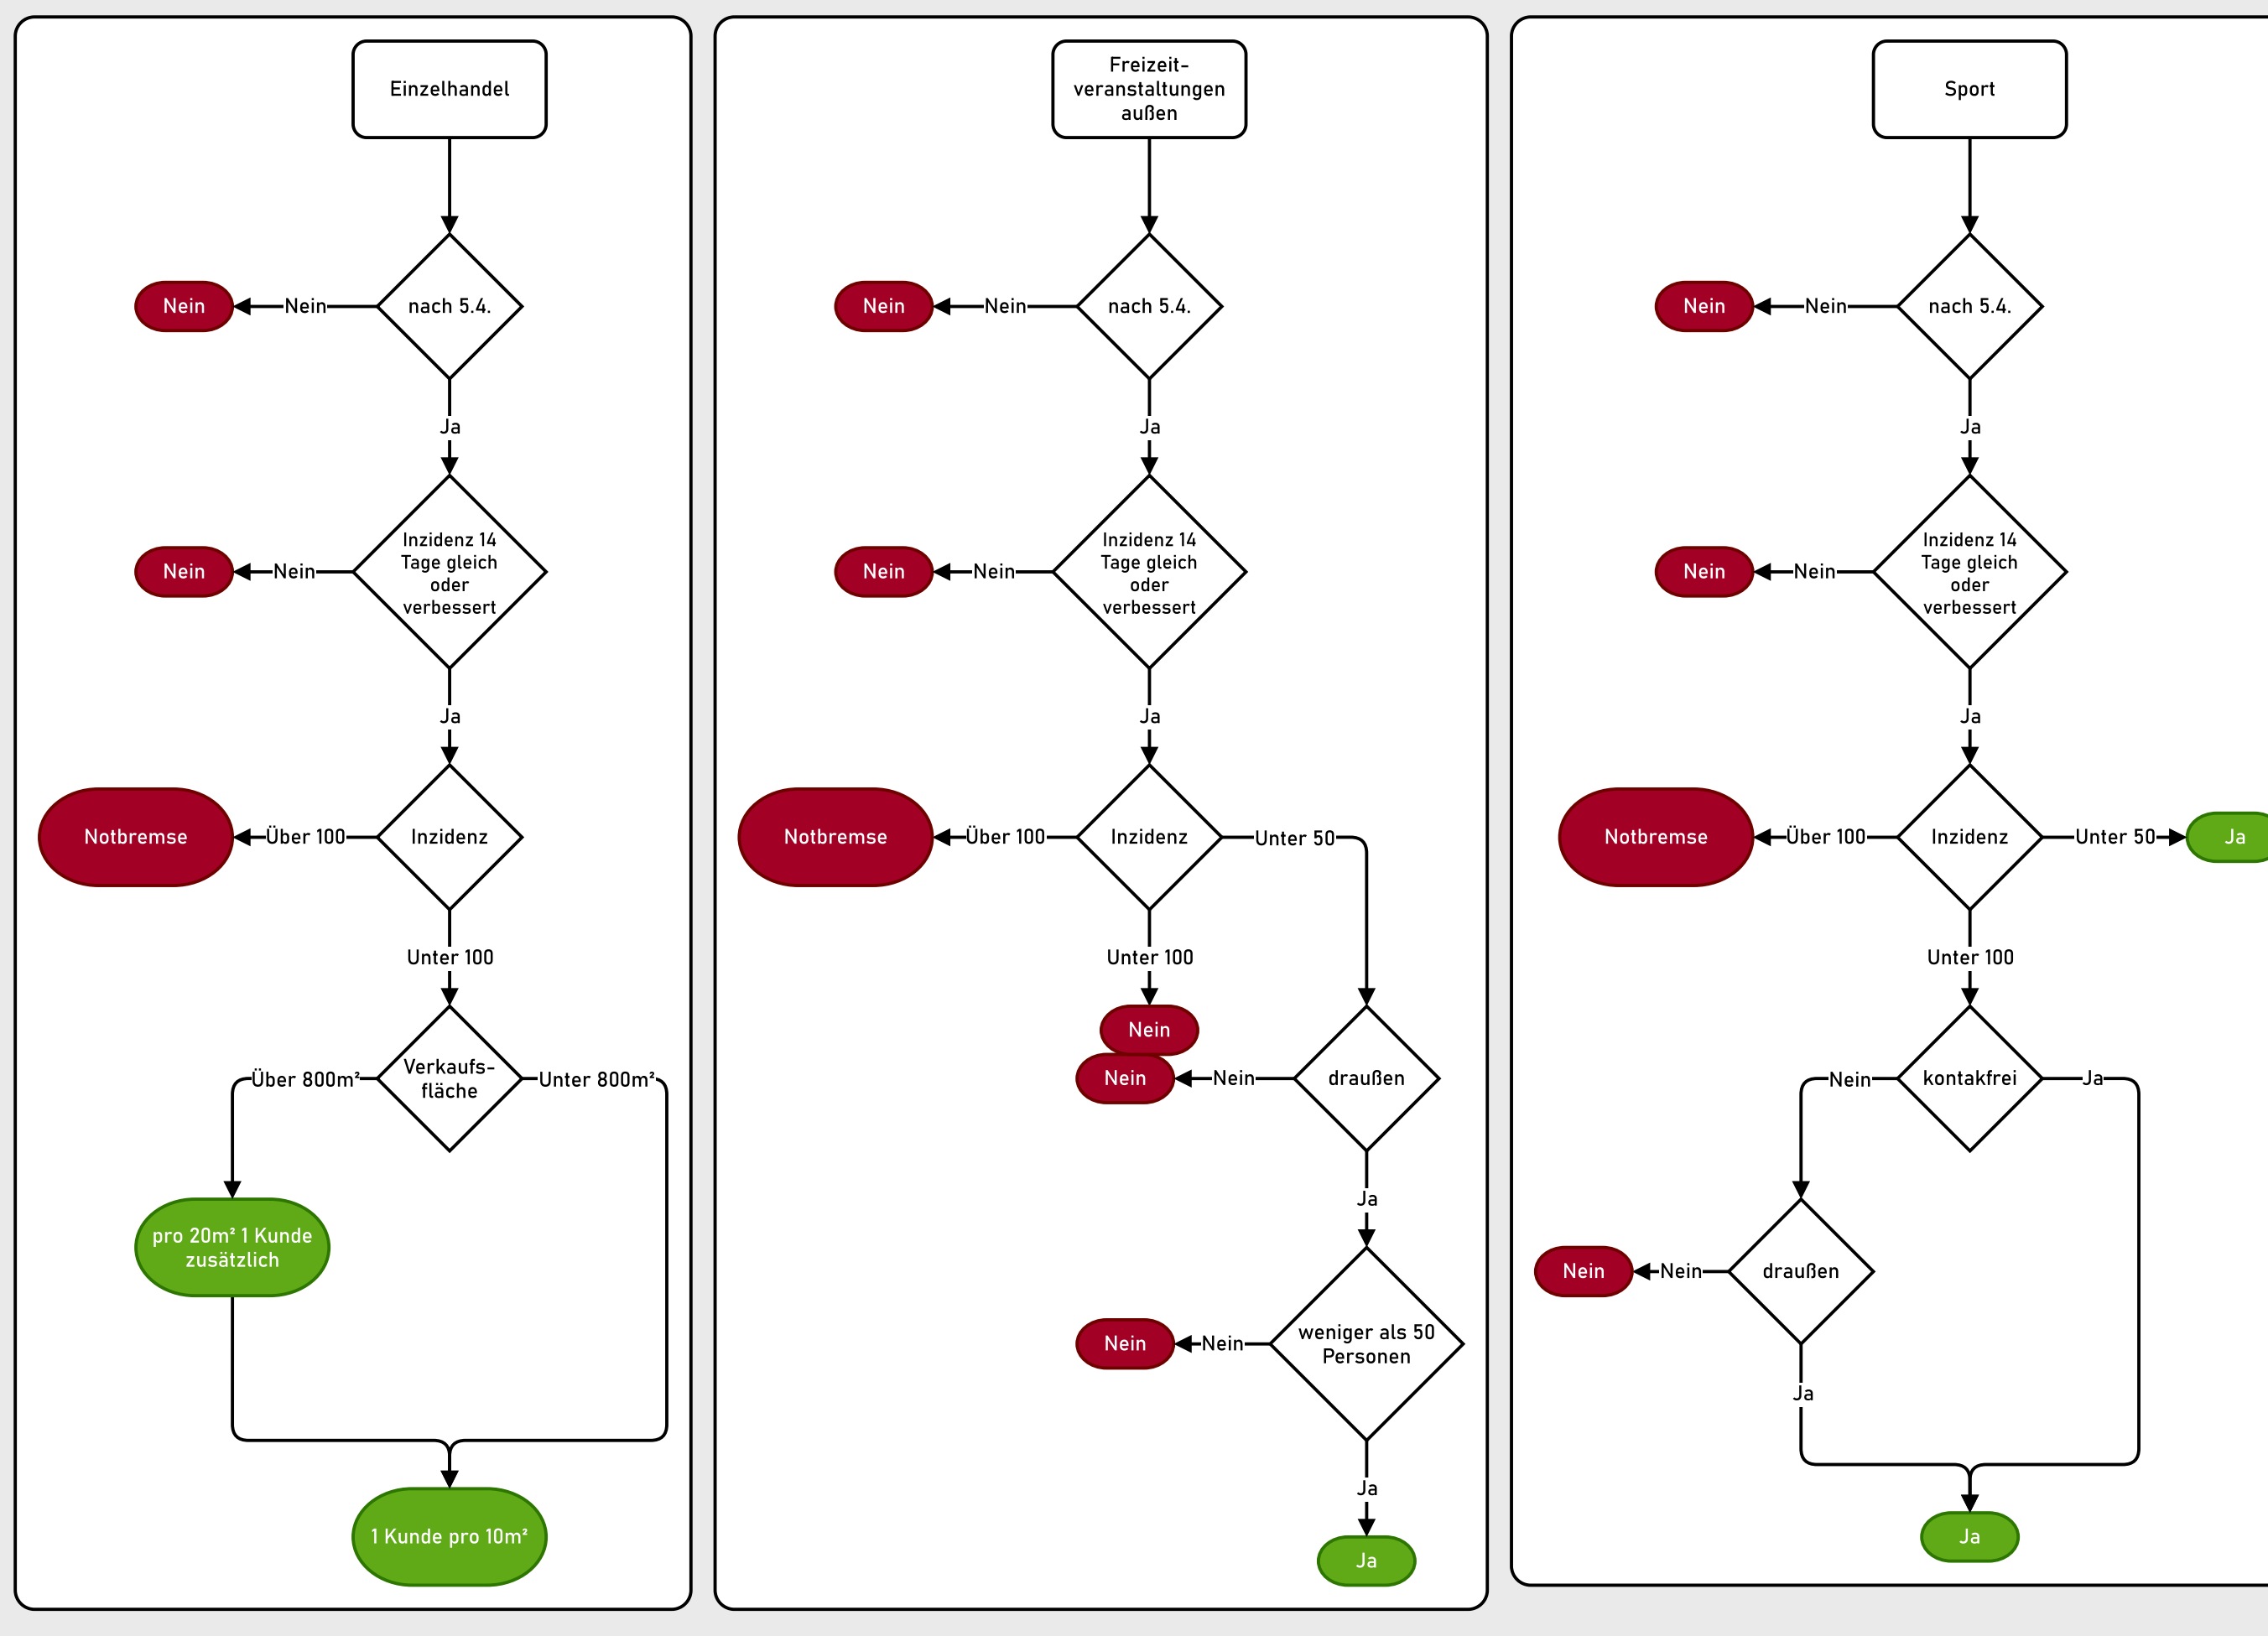 Einzelhandel
nach 5.4.
Nein
Nein
Ja
Inzidenz 14
Tage gleich
oder
verbessert
Nein
Nein
Ja
Inzidenz
Über 100
Notbremse
Unter 100
Verkaufs-
fläche
Über 800m²
Unter 800m²
pro 20m² 1 Kunde
zusätzlich
1 Kunde pro 10m²
Freizeit-
veranstaltungen
außen
nach 5.4.
Nein
Nein
Ja
Inzidenz 14
Tage gleich
oder
verbessert
Nein
Nein
Ja
Inzidenz
Über 100
Notbremse
Unter 50
Unter 100
Nein
draußen
Nein
Nein
Ja
weniger als 50
Personen
Nein
Nein
Ja
Ja
Sport
nach 5.4.
Nein
Nein
Ja
Inzidenz 14
Tage gleich
oder
verbessert
Nein
Nein
Ja
Inzidenz
Über 100
Notbremse
Unter 50
Ja
Unter 100
kontakfrei
Nein
Ja
draußen
Nein
Nein
Ja
Ja